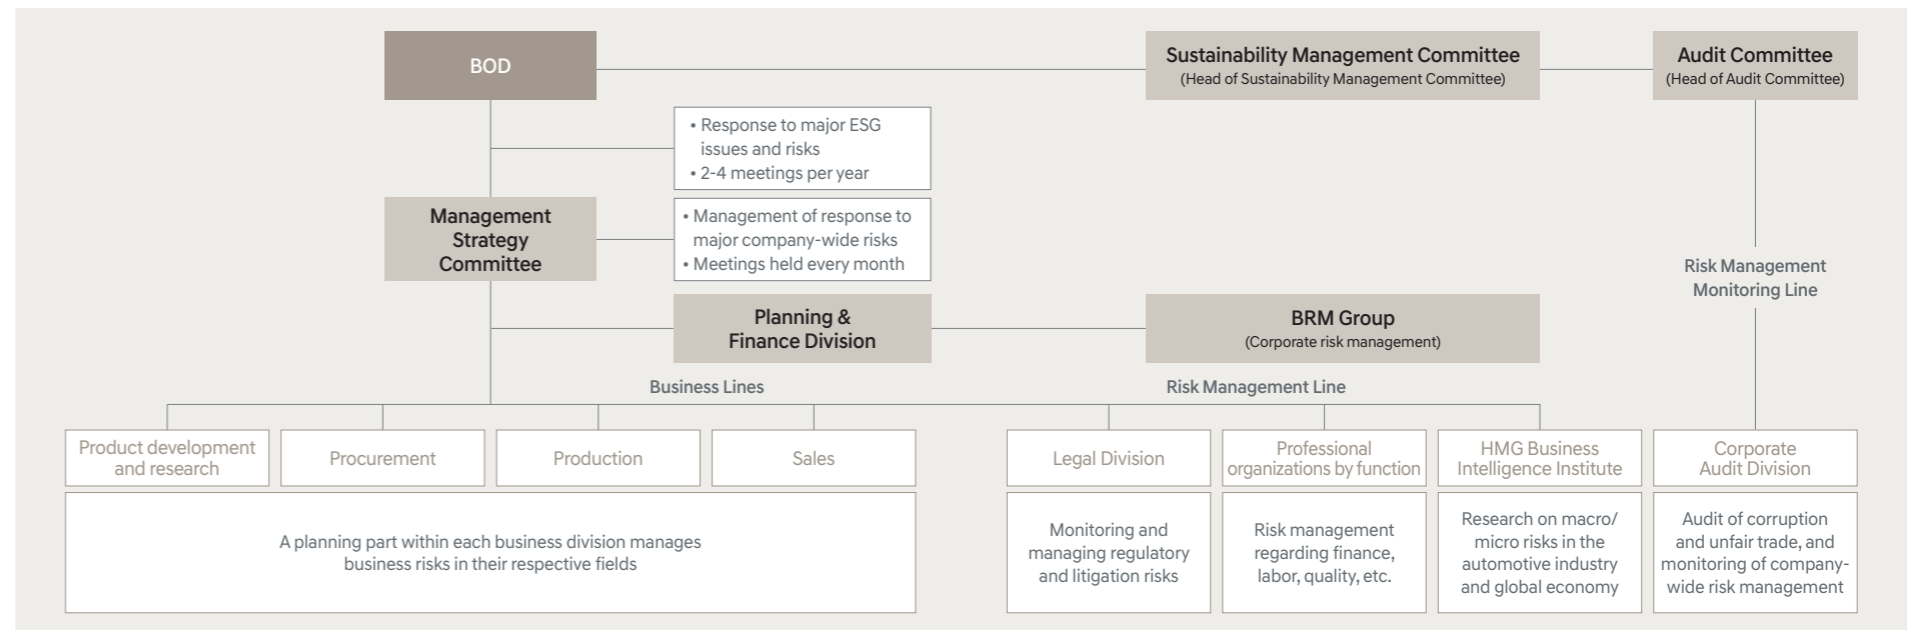 BOD
Sustainability Management Committee
(Head of Sustainability Management Committee)
Audit Committee
(Head of Audit Committee)
• Response to major ESG
issues and risks
• 2-4 meetings per year
Management
Strategy
Committee
• Management of response to
major company-wide risks
• Meetings held every month
Risk Management
Monitoring Line
Planning &
Finance Division
BRM Group
(Corporate risk management)
Business Lines
Risk Management Line
Product development
and research
Procurement
Production
Sales
Legal Division
Professional
organizations by function
HMG Business
Intelligence Institute
Corporate
Audit Division
A planning part within each business division manages
business risks in their respective fields
Monitoring and
managing regulatory
and litigation risks
Risk management
regarding finance,
labor, quality, etc.
Research on macro/
micro risks in the
automotive industry
and global economy
Audit of corruption
and unfair trade, and
monitoring of company-
wide risk management